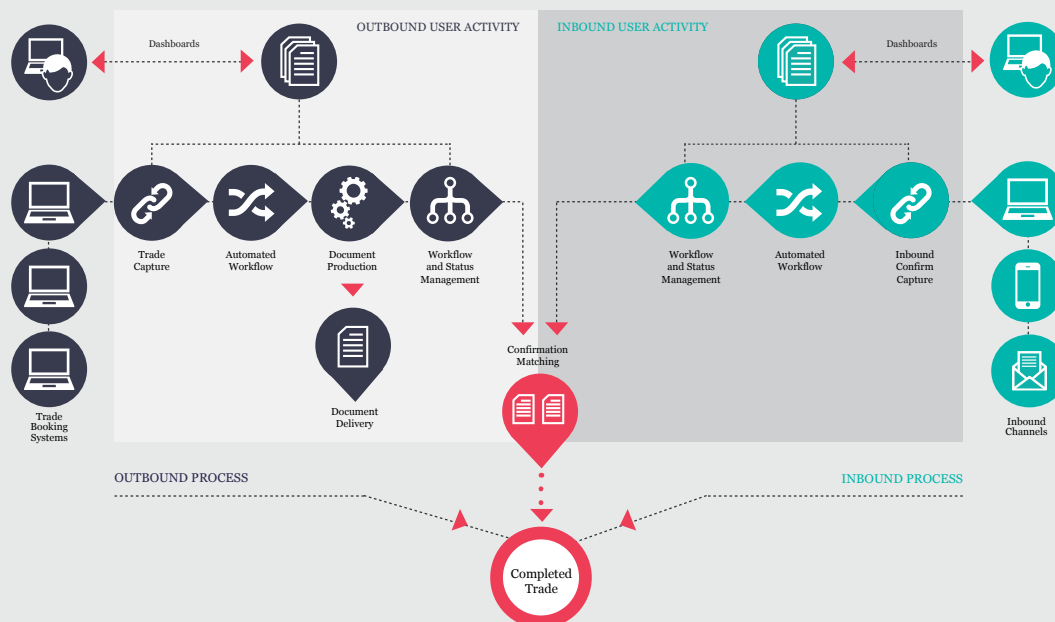 OUTBOUND USER ACTIVITY
INBOUND USER ACTIVITY
Dashboards
Dashboards
Trade
Capture
Automated
Workflow
Document
Production
Workflow
and Status
Management
Workflow
and Status
Management
Automated
Workflow
Inbound
Confirm
Capture
Confirmation
Matching
Trade
Booking
Systems
Document
Delivery
Inbound
Channels
OUTBOUND PROCESS
INBOUND PROCESS
Completed
Trade